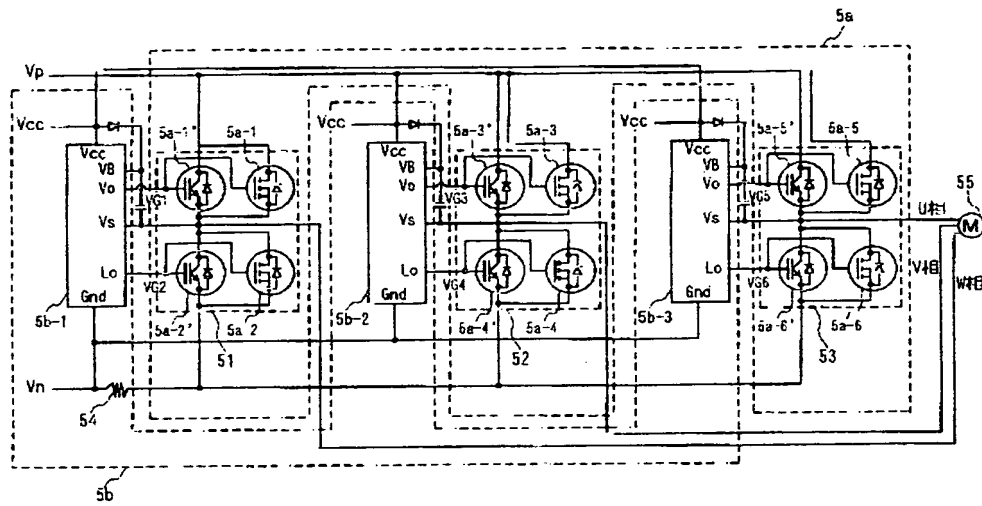 5a
Vp
Vcc
Vcc
Vcc
5a-1'
5a-1
5a-3'
5a-3
5a-5'
5a-5
Vcc
VB
Vo
Vs
Lo
Gnd
VG1
VG2
Vcc
VB
Vo
Vs
Lo
Gnd
VG3
VG4
Vcc
VB
Vo
Vs
Lo
Gnd
VG5
VG6
55
M
U相
V相
W相
5b-1
5a-2'
5a-2
51
5b-2
5a-4'
5a-4
52
5b-3
5a-6'
5a-6
53
Vn
54
5b